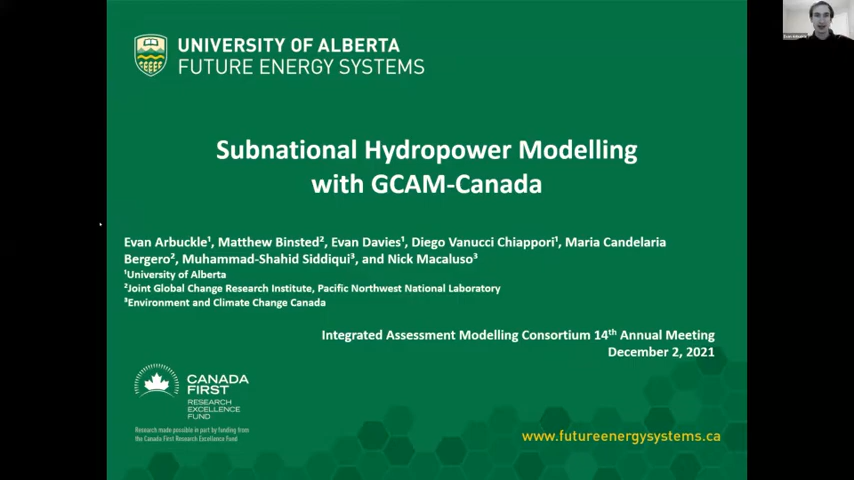 UNIVERSITY OF ALBERTA
FUTURE ENERGY SYSTEMS
Subnational Hydropower Modelling
with GCAM-Canada
Evan Arbuckle¹, Matthew Binsted², Evan Davies¹, Diego Vanucci Chiappori¹, Maria Candelaria
Bergero², Muhammad-Shahid Siddiqui³, and Nick Macaluso³
¹University of Alberta
²Joint Global Change Research Institute, Pacific Northwest National Laboratory
³Environment and Climate Change Canada
Integrated Assessment Modelling Consortium 14th Annual Meeting
December 2, 2021
CANADA
FIRST
RESEARCH
EXCELLENCE
FUND
Research made possible in part by funding from
the Canada First Research Excellence Fund
www.futureenergysystems.ca